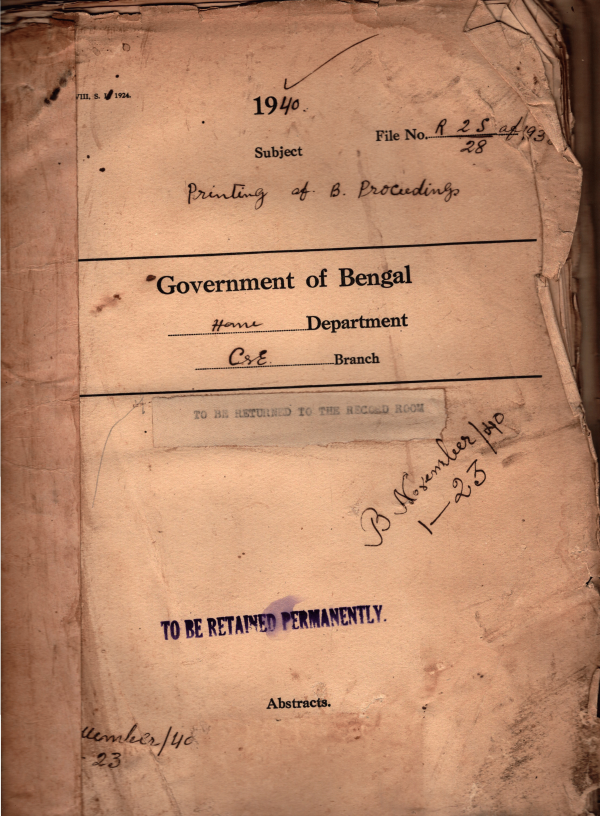 VIII. S. 1924.
1940.
File No. R 2 S of 193
28
Subject
Printing of B. Proceedings
Government of Bengal
Home Department
C&E. Branch
TO BE RETURNED TO THE RECORD ROOM
B November/40
1—23
TO BE RETAINED PERMANENTLY.
Abstracts.
ember/40
23